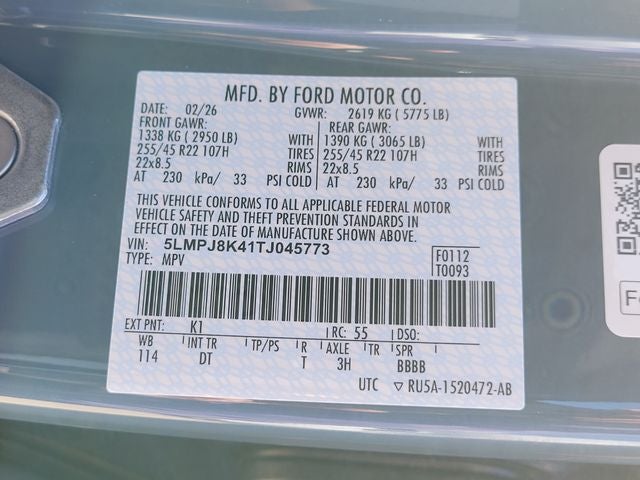 MFD. BY FORD MOTOR CO.
DATE: 02/26 GVWR: 2619 KG ( 5775 LB)
FRONT GAWR: REAR GAWR:
1338 KG ( 2950 LB) WITH 1390 KG ( 3065 LB) WITH
255/45 R22 107H TIRES 255/45 R22 107H TIRES
22x8.5 RIMS 22x8.5 RIMS
AT 230 kPa/ 33 PSI COLD AT 230 kPa/ 33 PSI COLD
THIS VEHICLE CONFORMS TO ALL APPLICABLE FEDERAL MOTOR
VEHICLE SAFETY AND THEFT PREVENTION STANDARDS IN
EFFECT ON THE DATE OF MANUFACTURE SHOWN ABOVE.
VIN: 5LMPJ8K41TJ045773 F0112
TYPE: MPV T0093
EXT PNT: K1 RC: 55 DSO:
WB INT TR TP/PS R AXLE TR SPR
114 DT T 3H BBBB
UTC RU5A-1520472-AB